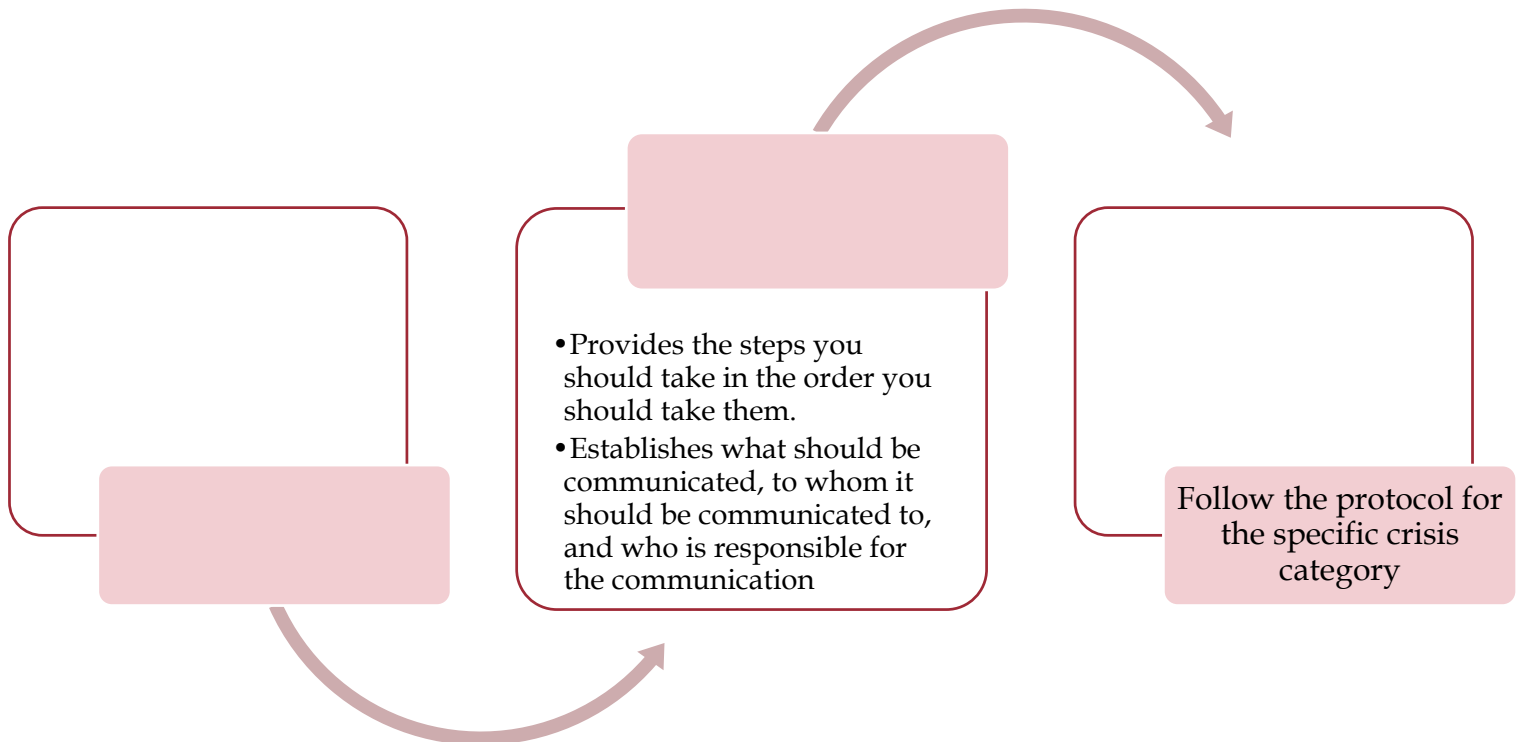 •Provides the steps you
should take in the order you
should take them.
•Establishes what should be
communicated, to whom it
should be communicated to,
and who is responsible for
the communication
Follow the protocol for
the specific crisis
category